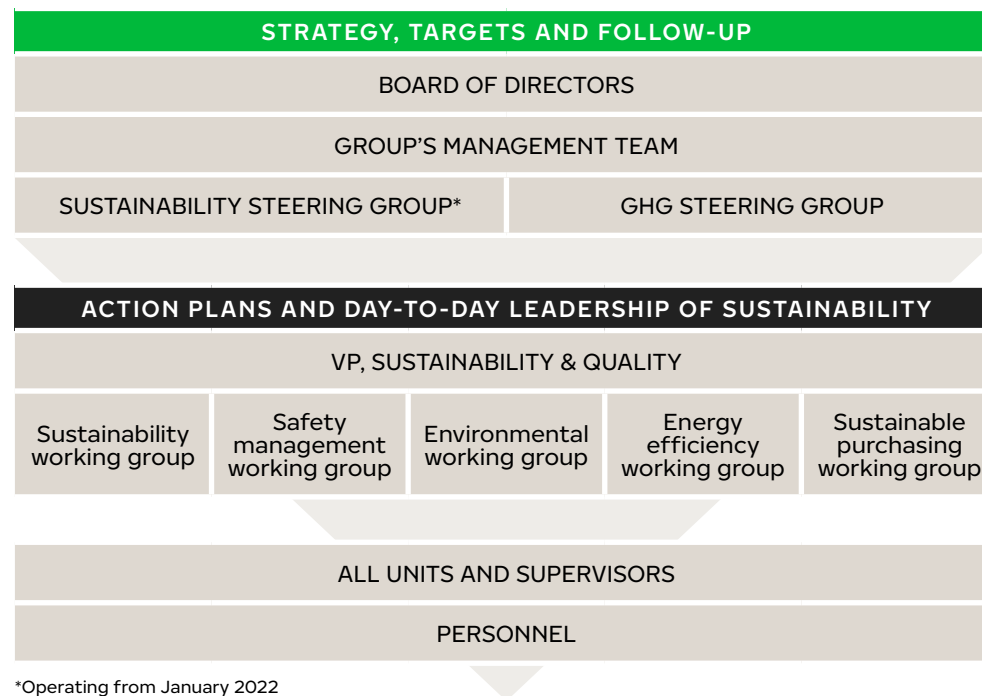 STRATEGY, TARGETS AND FOLLOW-UP
BOARD OF DIRECTORS
GROUP'S MANAGEMENT TEAM
SUSTAINABILITY STEERING GROUP*
GHG STEERING GROUP
ACTION PLANS AND DAY-TO-DAY LEADERSHIP OF SUSTAINABILITY
VP, SUSTAINABILITY & QUALITY
Sustainability
working group
Safety
management
working group
Environmental
working group
Energy
efficiency
working group
Sustainable
purchasing
working group
ALL UNITS AND SUPERVISORS
PERSONNEL
*Operating from January 2022